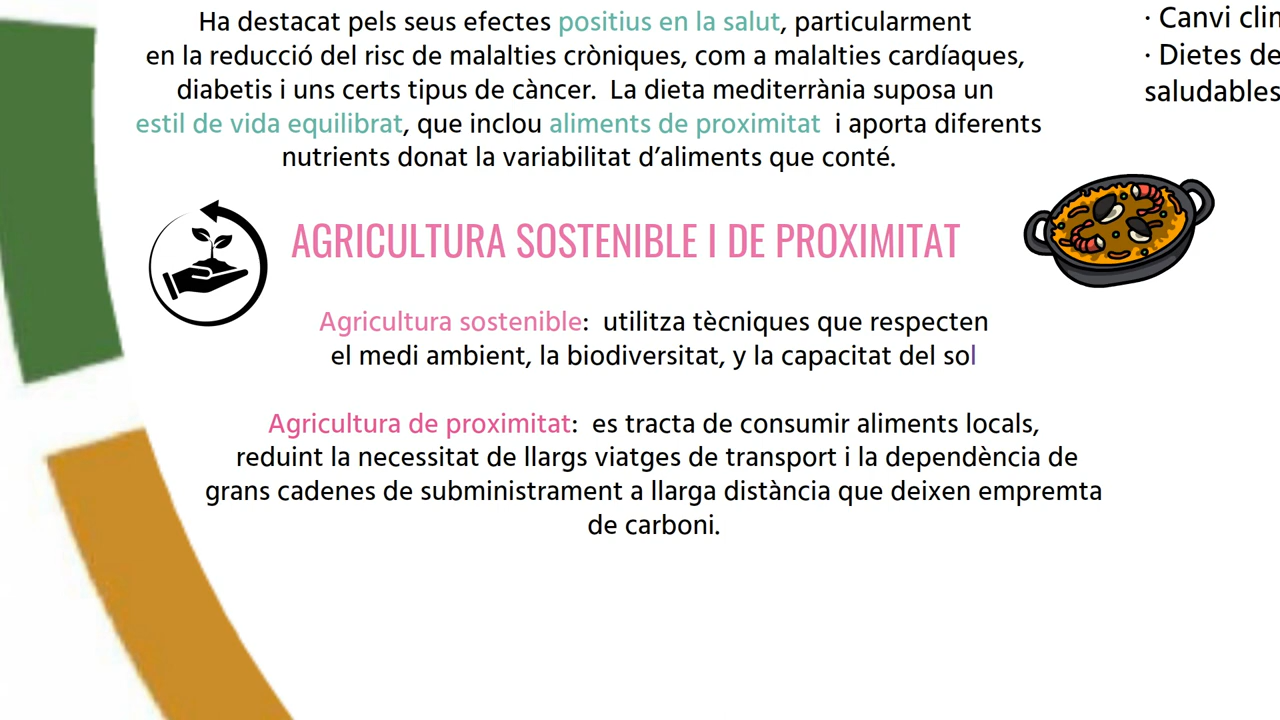 Ha destacat pels seus efectes positius en la salut, particularment
en la reducció del risc de malalties cròniques, com a malalties cardíaques,
diabetis i uns certs tipus de càncer. La dieta mediterrània suposa un
estil de vida equilibrat, que inclou aliments de proximitat i aporta diferents
nutrients donat la variabilitat d’aliments que conté.
· Canvi
· Dietes de
saludables
AGRICULTURA SOSTENIBLE I DE PROXIMITAT
Agricultura sostenible: utilitza tècniques que respecten
el medi ambient, la biodiversitat, y la capacitat del sol
Agricultura de proximitat: es tracta de consumir aliments locals,
reduint la necessitat de llargs viatges de transport i la dependència de
grans cadenes de subministrament a llarga distància que deixen empremta
de carboni.